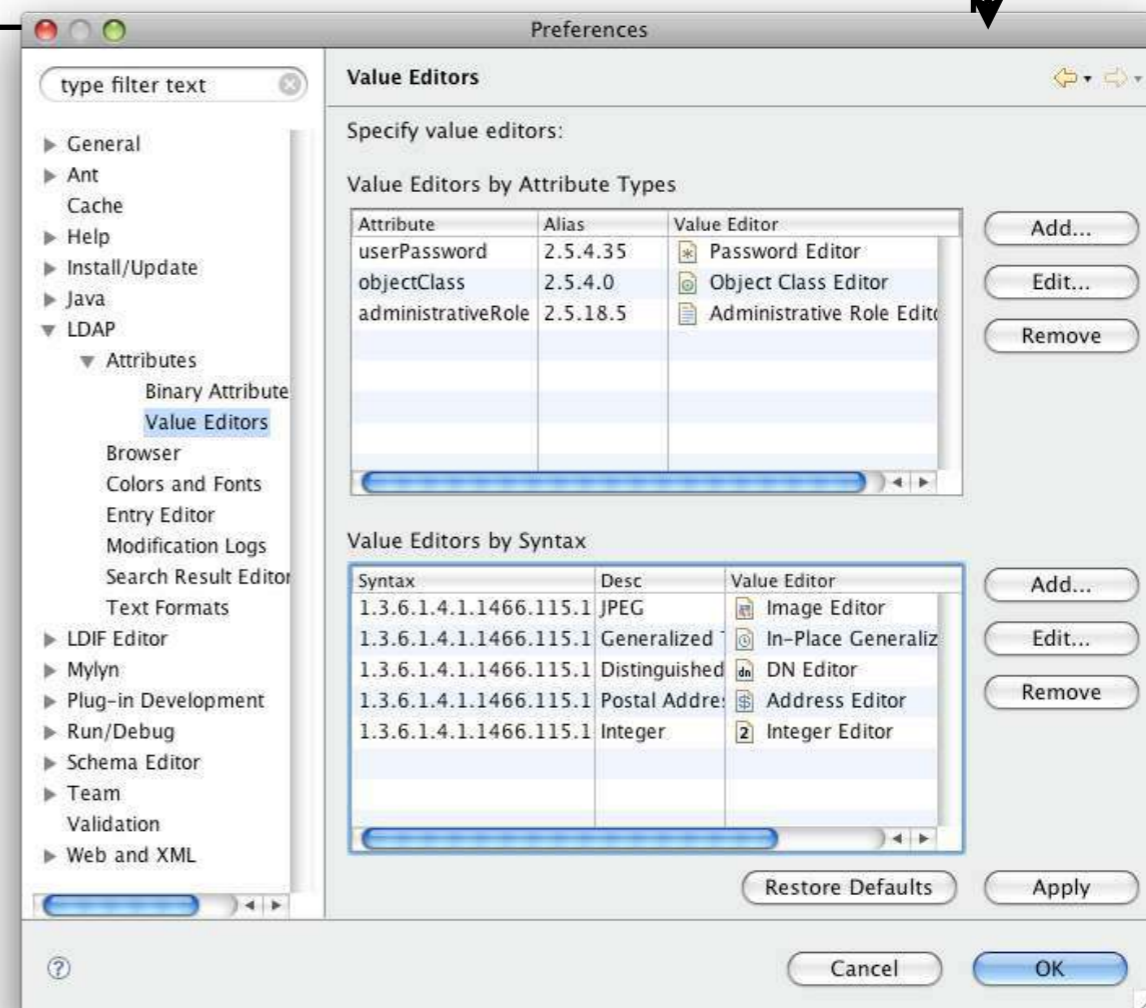 Preferences
type filter text
General
Ant
Cache
Help
Install/Update
Java
LDAP
Attributes
Binary Attribute
Value Editors
Browser
Colors and Fonts
Entry Editor
Modification Logs
Search Result Editor
Text Formats
LDIF Editor
Mylyn
Plug-in Development
Run/Debug
Schema Editor
Team
Validation
Web and XML
Value Editors
Specify value editors:
Value Editors by Attribute Types
Attribute Alias Value Editor
userPassword 2.5.4.35 Password Editor
objectClass 2.5.4.0 Object Class Editor
administrativeRole 2.5.18.5 Administrative Role Edito
Add...
Edit...
Remove
Value Editors by Syntax
Syntax Desc Value Editor
1.3.6.1.4.1.1466.115.1 JPEG Image Editor
1.3.6.1.4.1.1466.115.1 Generalized In-Place Generaliz
1.3.6.1.4.1.1466.115.1 Distinguished dn DN Editor
1.3.6.1.4.1.1466.115.1 Postal Addre $ Address Editor
1.3.6.1.4.1.1466.115.1 Integer 2 Integer Editor
Add...
Edit...
Remove
Restore Defaults
Apply
?
Cancel
OK